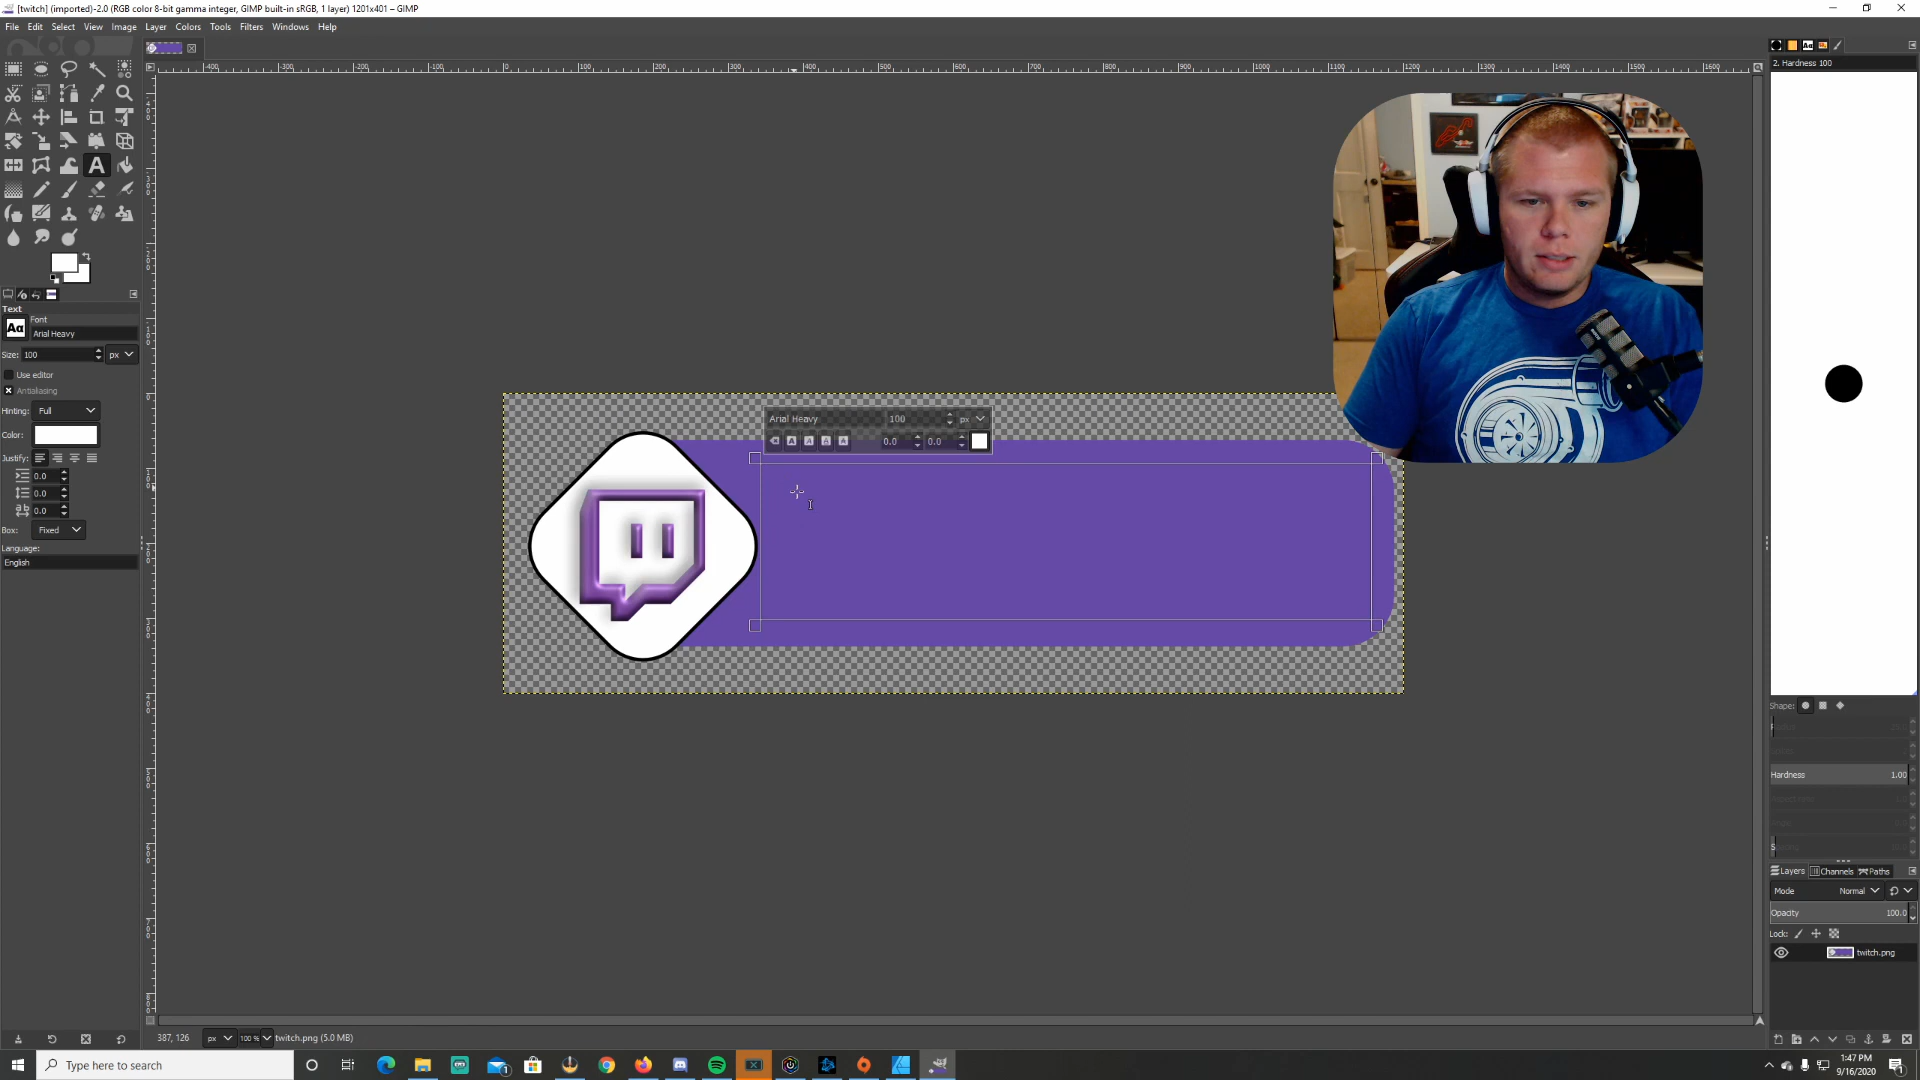 [twitch] (imported)-2.0 (RGB color 8-bit gamma integer, GIMP built-in sRGB, 1 layer) 1201x401 – GIMP
File Edit Select View Image Layer Colors Tools Filters Windows Help
2. Hardness 100
Text
Font
Aa Arial Heavy
Size: 100 px
Use editor
Antialiasing
Hinting: Full
Color:
Justify:
0.0
0.0
0.0
Box: Fixed
Language:
English
Arial Heavy 100 px
0.0 0.0
Shape:
Hardness 1.00
Layers Channels Paths
Mode Normal
Opacity 100.0
Lock:
twitch.png
387, 126 px 100 % twitch.png (5.0 MB)
Type here to search
1:47 PM
9/16/2020